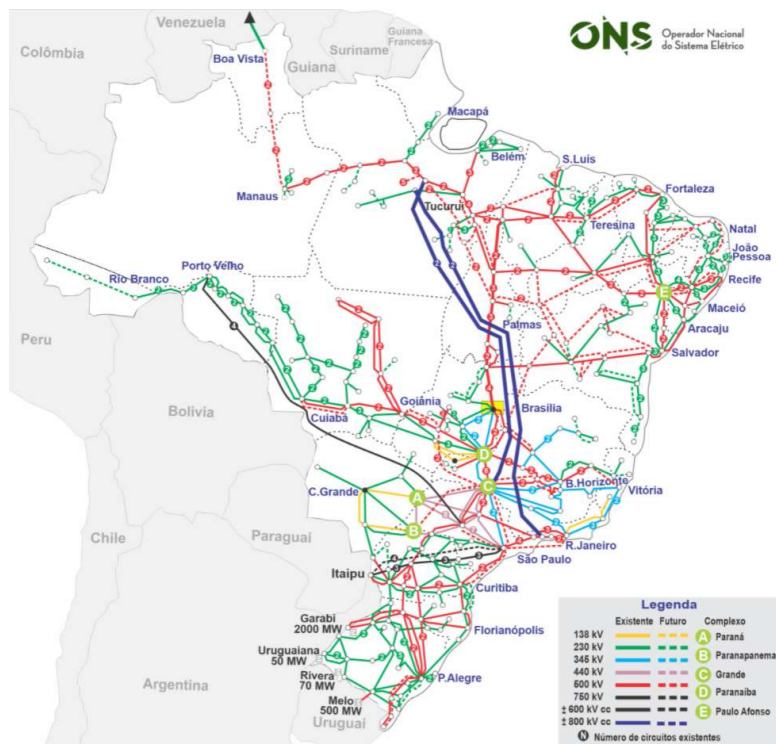 ONS Operador Nacional
do Sistema Elétrico
Venezuela
Colômbia
Boa Vista
Guiana
Suriname
Guiana
Francesa
Macapá
Belém
S.Luís
Fortaleza
Manaus
Tucuruí
Teresina
Natal
João
Pessoa
Recife
Maceió
Aracaju
Salvador
Rio Branco
Porto Velho
Palmas
Peru
Bolívia
Cuiabá
Goiânia
Brasília
E
D
C
A
B
C.Grande
B.Horizonte
Vitória
Chile
Paraguai
R.Janeiro
São Paulo
Itaipu
Curitiba
Garabi
2000 MW
Florianópolis
Uruguaiana
50 MW
Rivera
70 MW
Melo
500 MW
P.Alegre
Argentina
Uruguai
Legenda
Existente Futuro Complexo
138 kV A Paraná
230 kV
345 kV B Paranapanema
440 kV C Grande
500 kV
750 kV D Paranaíba
± 600 kV cc E Paulo Afonso
± 800 kV cc
N Número de circuitos existentes